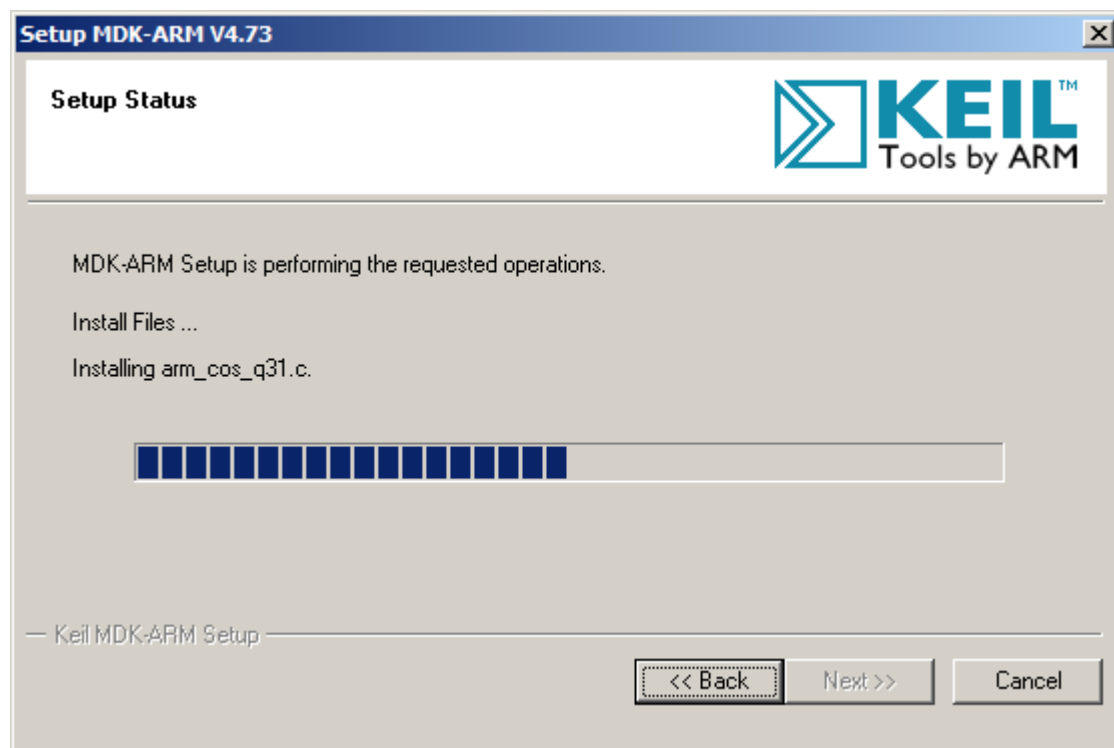 Setup MDK-ARM V4.73
Setup Status
KEIL™
Tools by ARM
MDK-ARM Setup is performing the requested operations.
Install Files ...
Installing arm_cos_q31.c.
Keil MDK-ARM Setup
<< Back
Next >>
Cancel